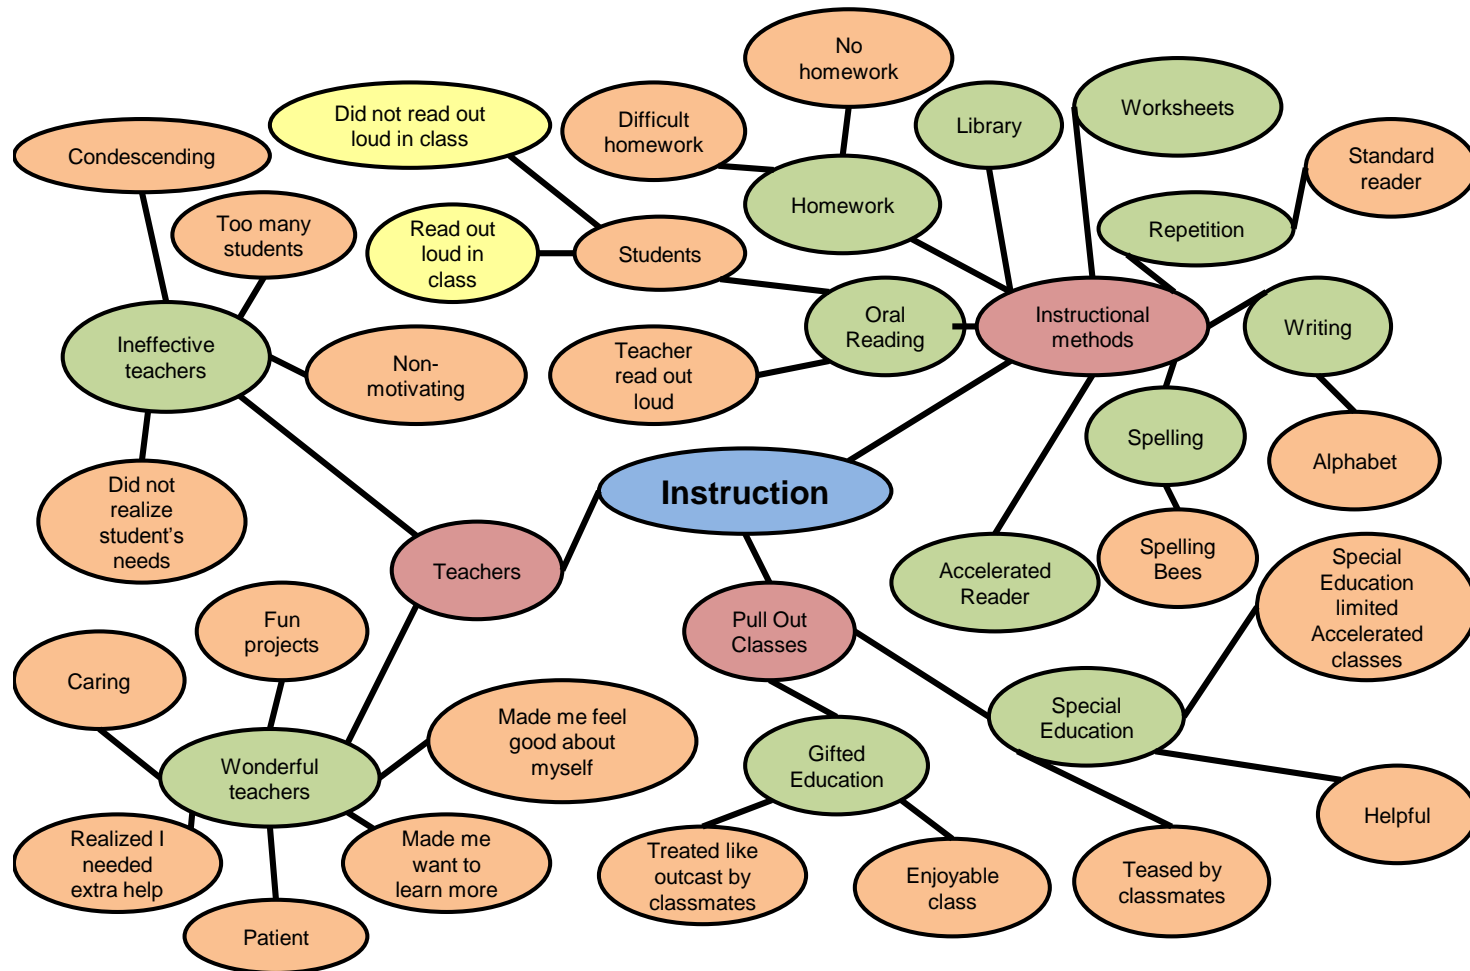 No
homework
Did not read out
loud in class
Difficult
homework
Library
Worksheets
Condescending
Standard
reader
Homework
Too many
students
Read out
loud in
class
Students
Repetition
Oral
Reading
Instructional
methods
Writing
Ineffective
teachers
Non-
motivating
Teacher
read out
loud
Spelling
Alphabet
Instruction
Did not
realize
student's
needs
Teachers
Accelerated
Reader
Spelling
Bees
Special
Education
limited
Accelerated
classes
Fun
projects
Pull Out
Classes
Caring
Made me feel
good about
myself
Special
Education
Gifted
Education
Wonderful
teachers
Helpful
Realized I
needed
extra help
Made me
want to
learn more
Treated like
outcast by
classmates
Enjoyable
class
Teased by
classmates
Patient